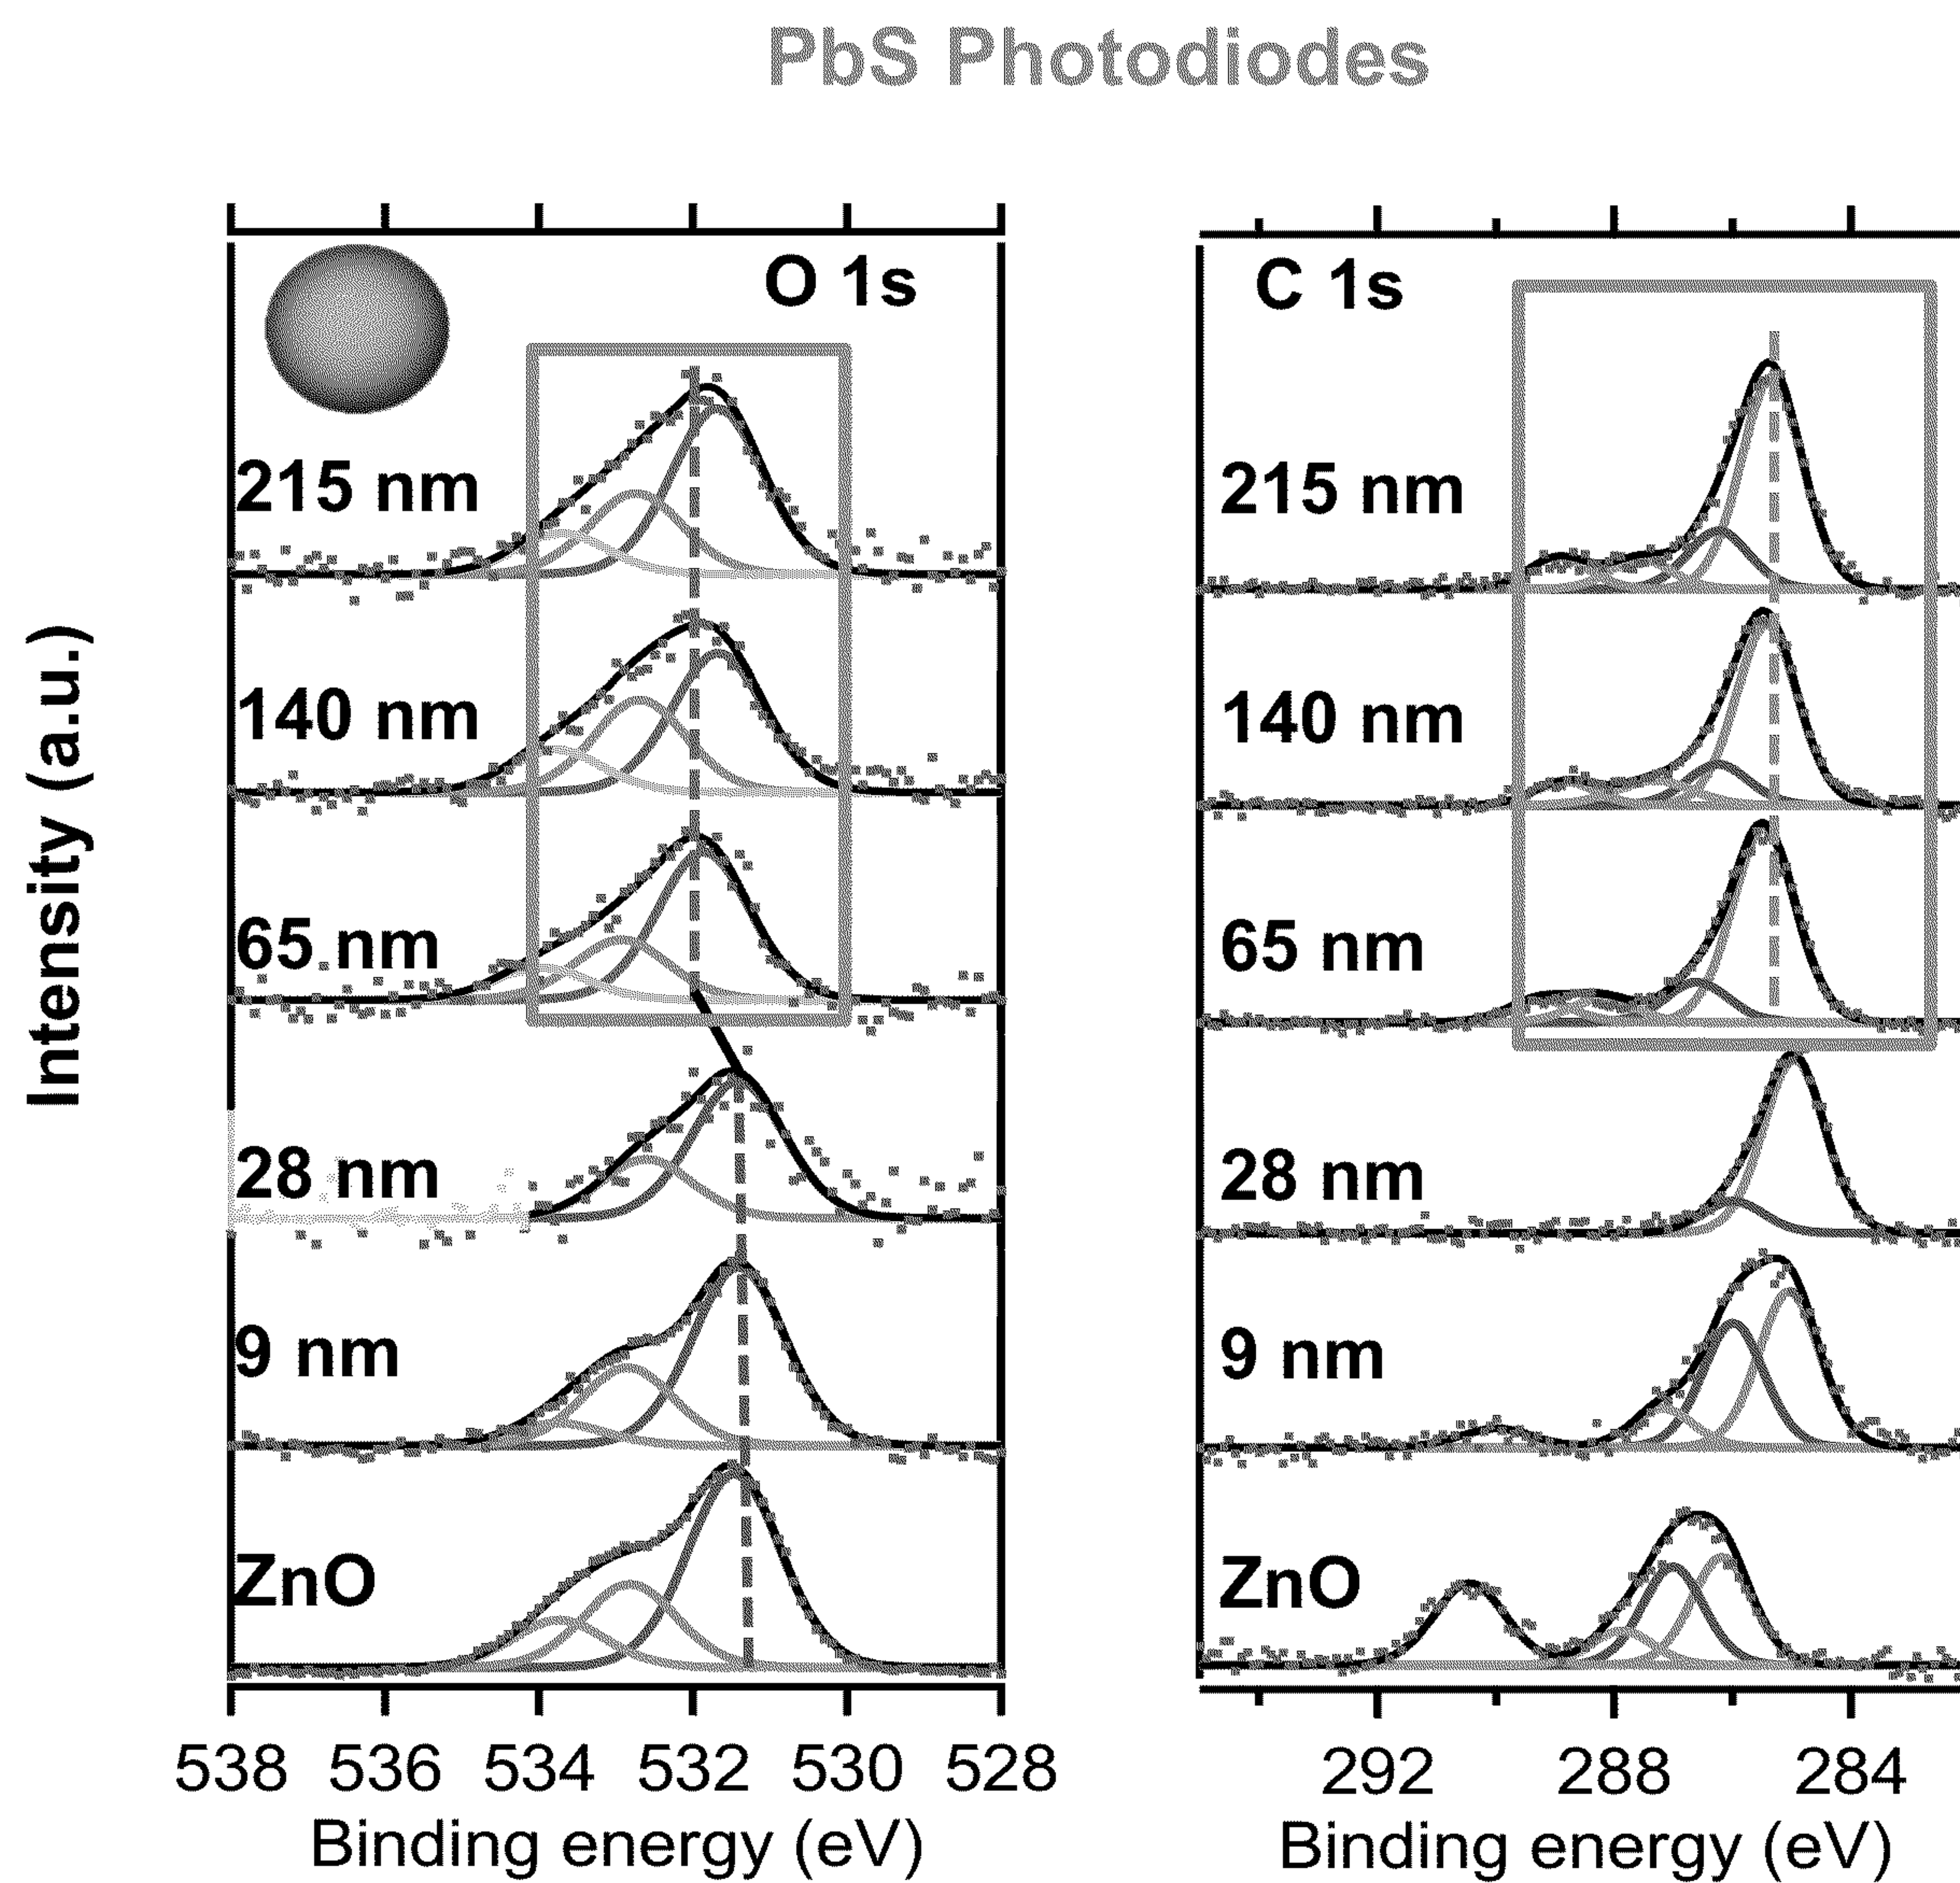 PbS Photodiodes
Intensity (a.u.)
O 1s
215 nm
140 nm
65 nm
28 nm
9 nm
ZnO
538 536 534 532 530 528
Binding energy (eV)
C 1s
215 nm
140 nm
65 nm
28 nm
9 nm
ZnO
292 288 284
Binding energy (eV)